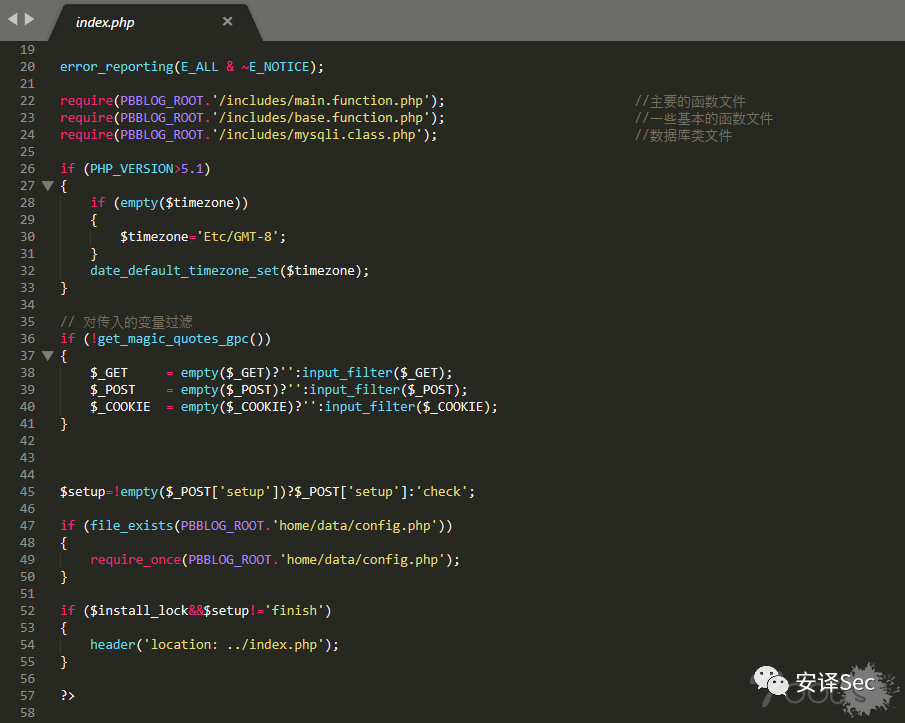 index.php
19
20 error_reporting(E_ALL & ~E_NOTICE);
21
22 require(PBBLOG_ROOT.'/includes/main.function.php'); //主要的函数文件
23 require(PBBLOG_ROOT.'/includes/base.function.php'); //一些基本的函数文件
24 require(PBBLOG_ROOT.'/includes/mysqli.class.php'); //数据库类文件
25
26 if (PHP_VERSION>5.1)
27 {
28     if (empty($timezone))
29     {
30         $timezone='Etc/GMT-8';
31     }
32     date_default_timezone_set($timezone);
33 }
34
35 // 对传入的变量过滤
36 if (!get_magic_quotes_gpc())
37 {
38     $_GET     = empty($_GET)?'':input_filter($_GET);
39     $_POST    = empty($_POST)?'':input_filter($_POST);
40     $_COOKIE  = empty($_COOKIE)?'':input_filter($_COOKIE);
41 }
42
43
44
45 $setup=!empty($_POST['setup'])?$_POST['setup']:'check';
46
47 if (file_exists(PBBLOG_ROOT.'home/data/config.php'))
48 {
49     require_once(PBBLOG_ROOT.'home/data/config.php');
50 }
51
52 if ($install_lock&&$setup!='finish')
53 {
54     header('location: ../index.php');
55 }
56
57 ?>
58
安译Sec